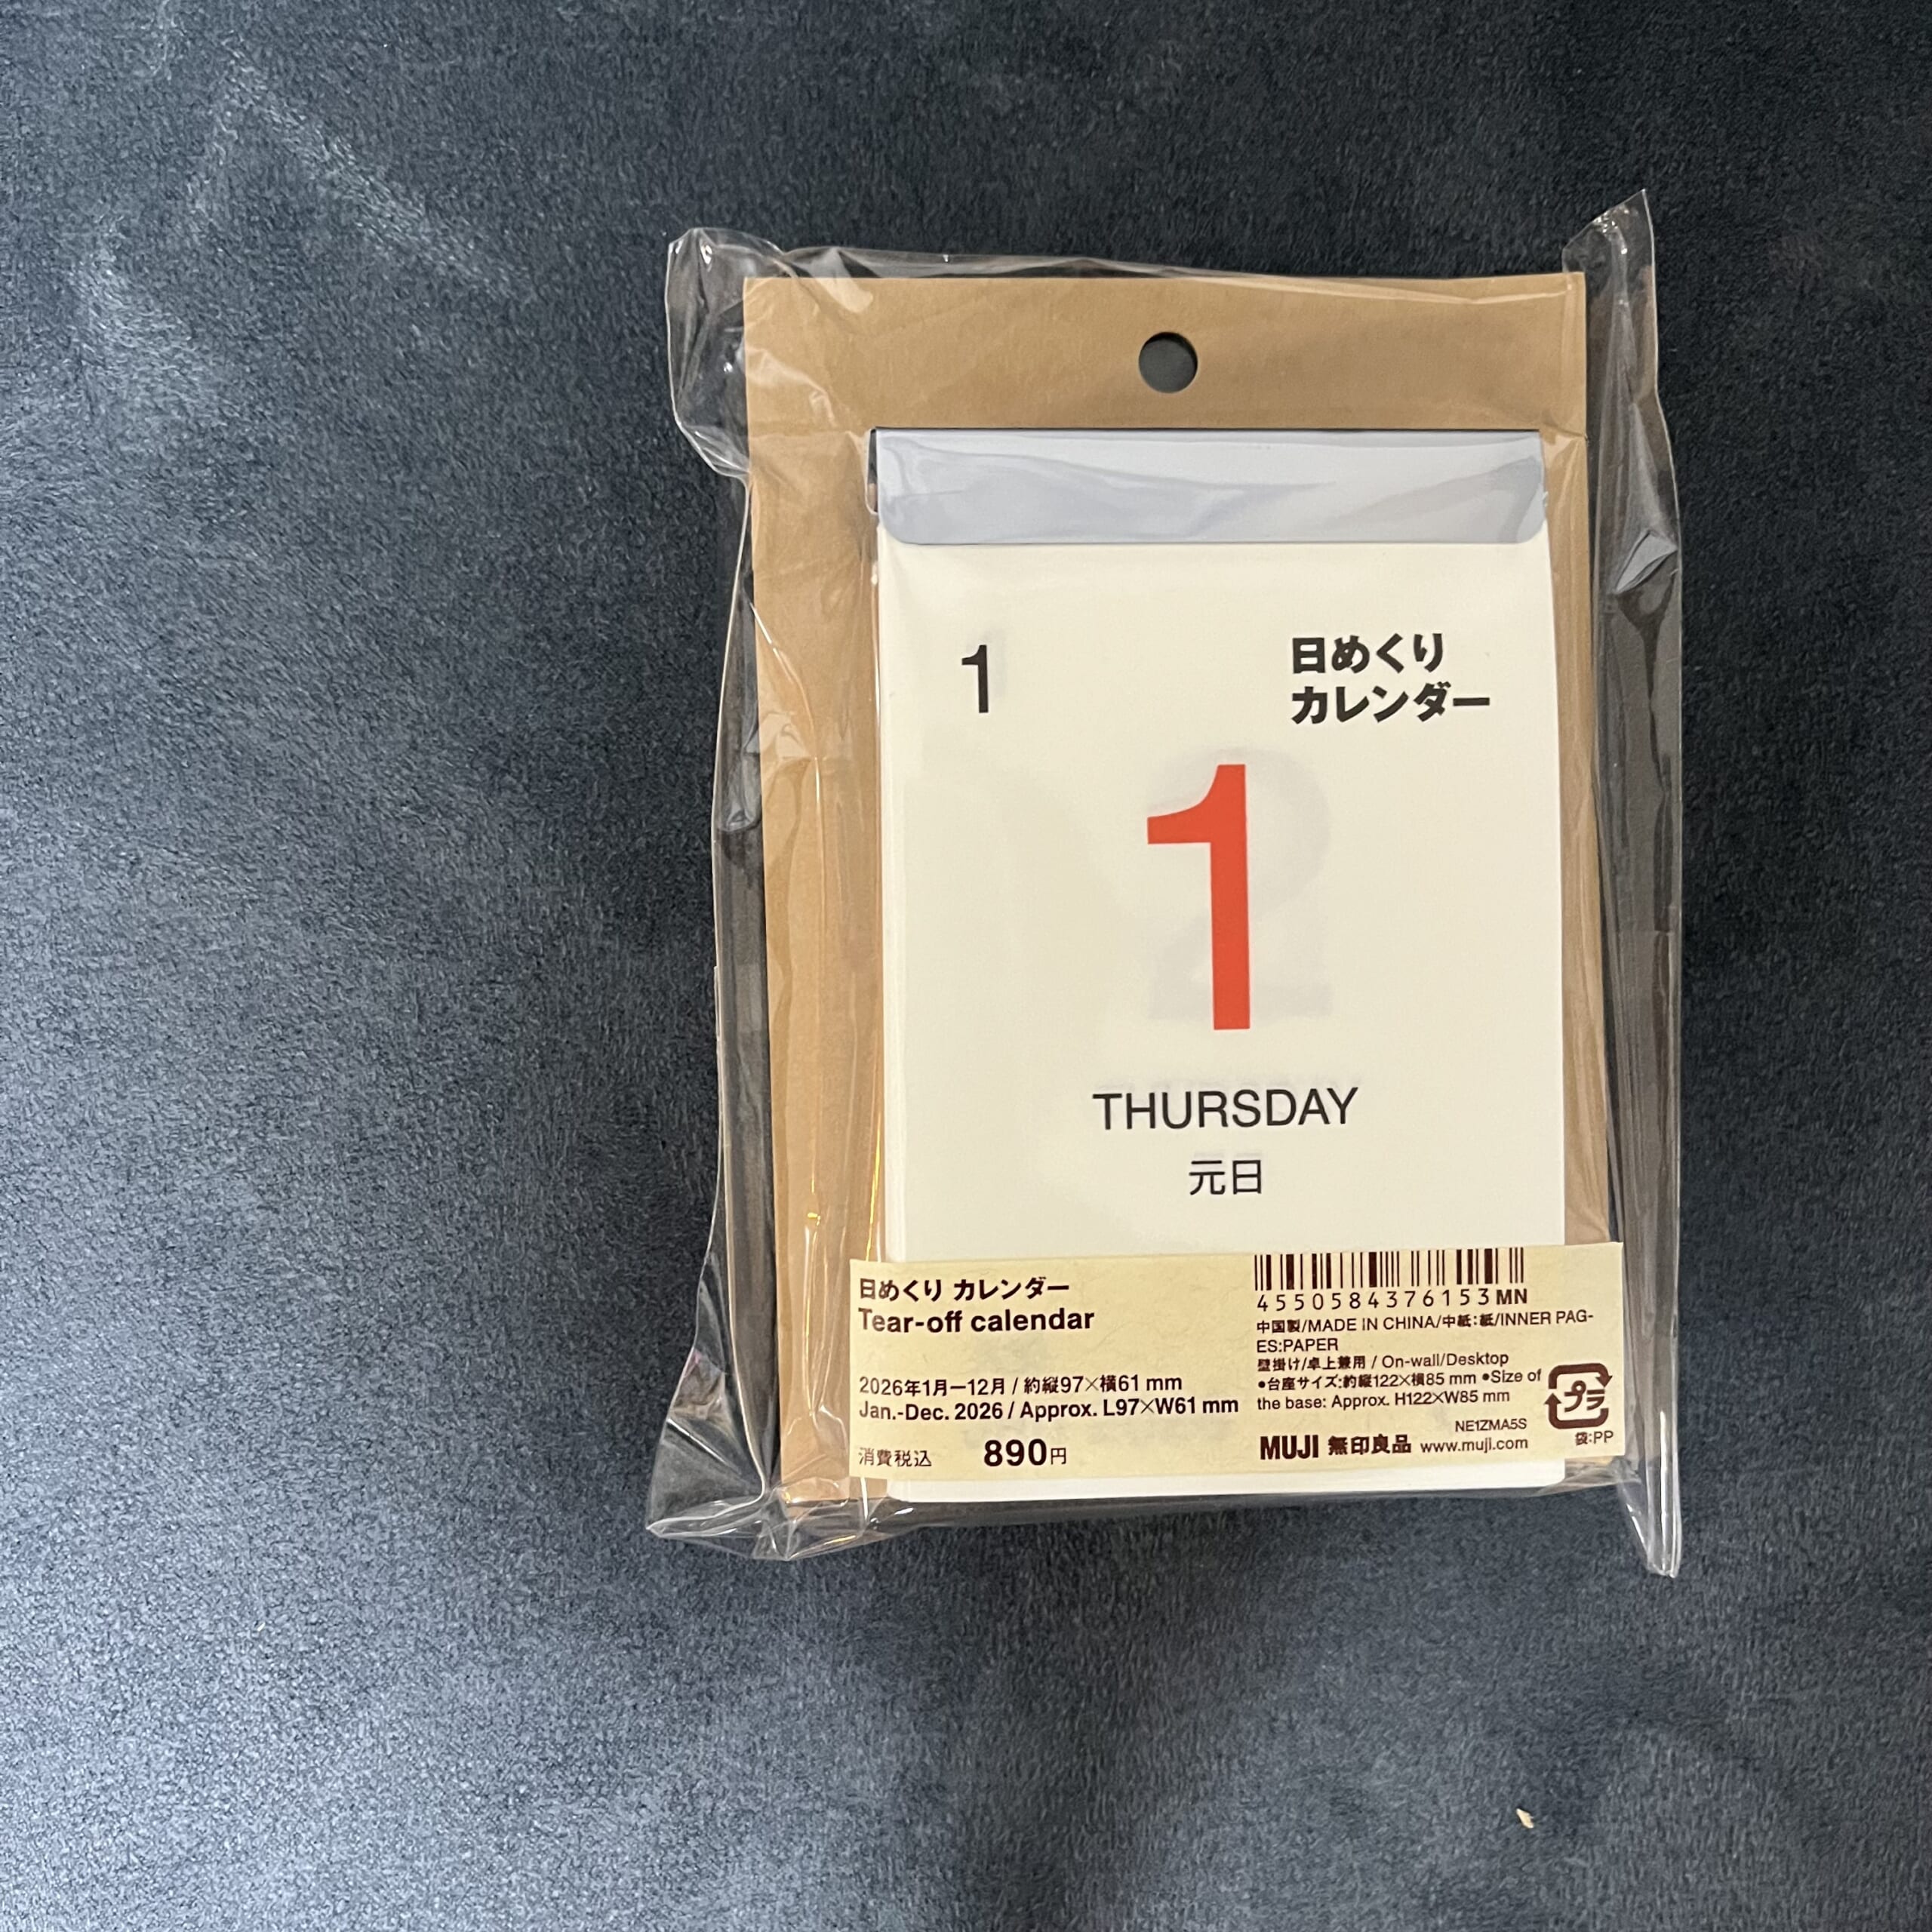 1
日めくり
カレンダー
1
THURSDAY
元日
日めくり カレンダー
Tear-off calendar
2026年1月ー12月 / 約縦97×横61 mm
Jan.-Dec. 2026 / Approx. L97×W61 mm
消費税込 890円
4550584376153 MN
中国製/MADE IN CHINA/中紙:紙/INNER PAG-
ES:PAPER
壁掛け/卓上兼用 / On-wall/Desktop
●台座サイズ:約縦122×横85 mm ●Size of
the base: Approx. H122×W85 mm
NE1ZMA5S
MUJI 無印良品 www.muji.com
プラ
袋:PP